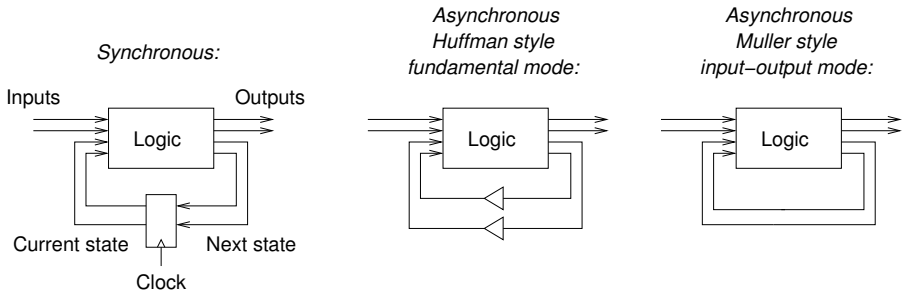 Synchronous:
Inputs
Outputs
Logic
Current state
Next state
Clock
Asynchronous
Huffman style
fundamental mode:
Logic
Asynchronous
Muller style
input−output mode:
Logic